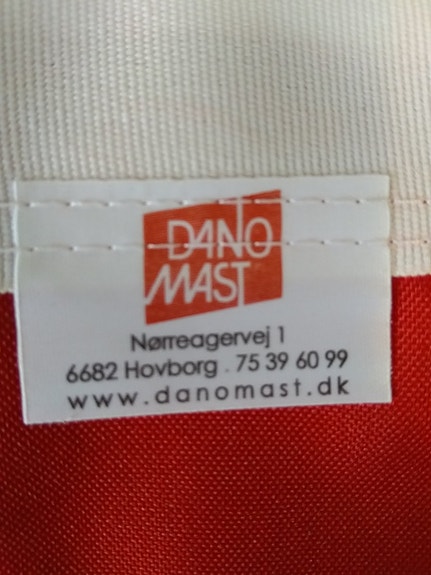 DANO
MAST
Nørreagervej 1
6682 Hovborg . 75 39 60 99
www.danomast.dk